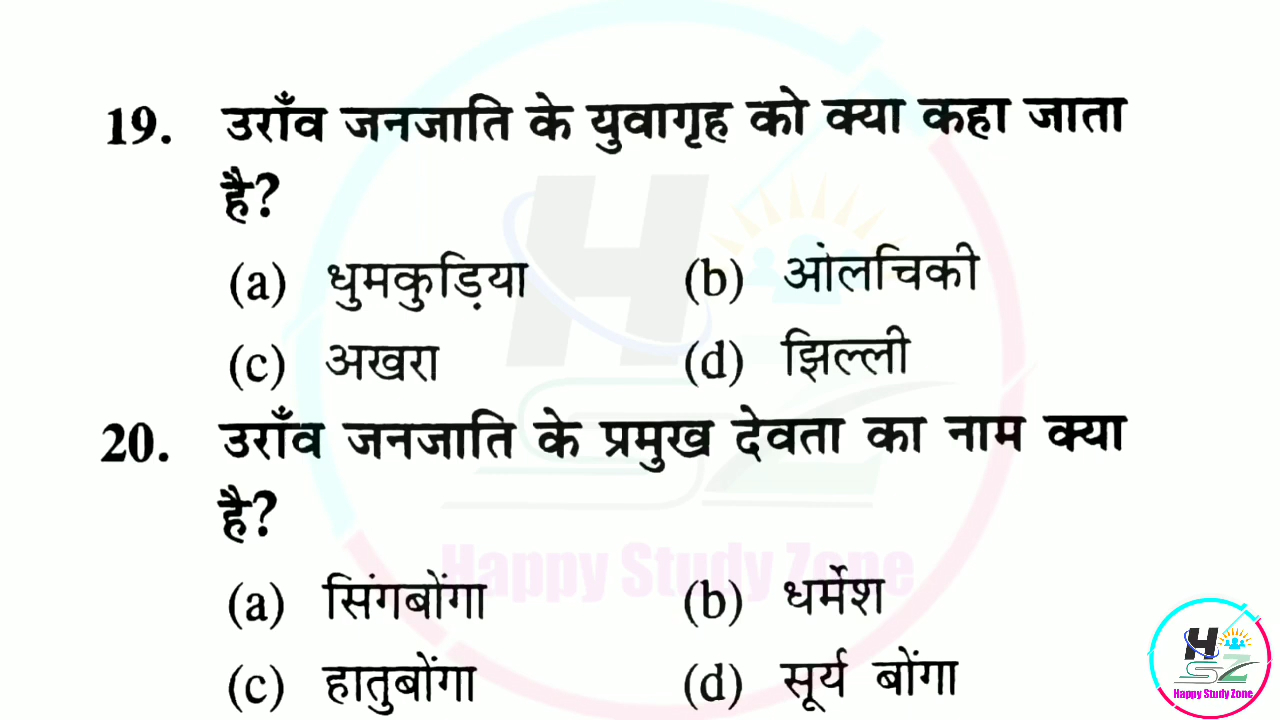 19. उराँव जनजाति के युवागृह को क्या कहा जाता
है?
(a) धुमकुड़िया (b) ओलचिकी
(c) अखरा (d) झिल्ली
20. उराँव जनजाति के प्रमुख देवता का नाम क्या
है?
Happy Study Zone
(a) सिंगबोंगा (b) धर्मेश
(c) हातुबोंगा (d) सूर्य बोंगा
H
SZ
Happy Study Zone